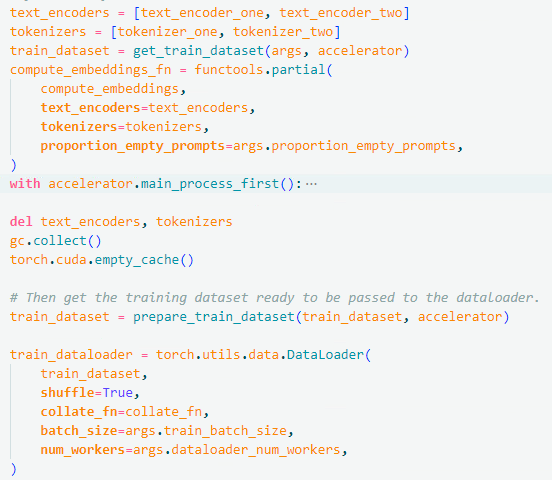 text_encoders = [text_encoder_one, text_encoder_two]
tokenizers = [tokenizer_one, tokenizer_two]
train_dataset = get_train_dataset(args, accelerator)
compute_embeddings_fn = functools.partial(
    compute_embeddings,
    text_encoders=text_encoders,
    tokenizers=tokenizers,
    proportion_empty_prompts=args.proportion_empty_prompts,
)
with accelerator.main_process_first():⋯

del text_encoders, tokenizers
gc.collect()
torch.cuda.empty_cache()

# Then get the training dataset ready to be passed to the dataloader.
train_dataset = prepare_train_dataset(train_dataset, accelerator)

train_dataloader = torch.utils.data.DataLoader(
    train_dataset,
    shuffle=True,
    collate_fn=collate_fn,
    batch_size=args.train_batch_size,
    num_workers=args.dataloader_num_workers,
)